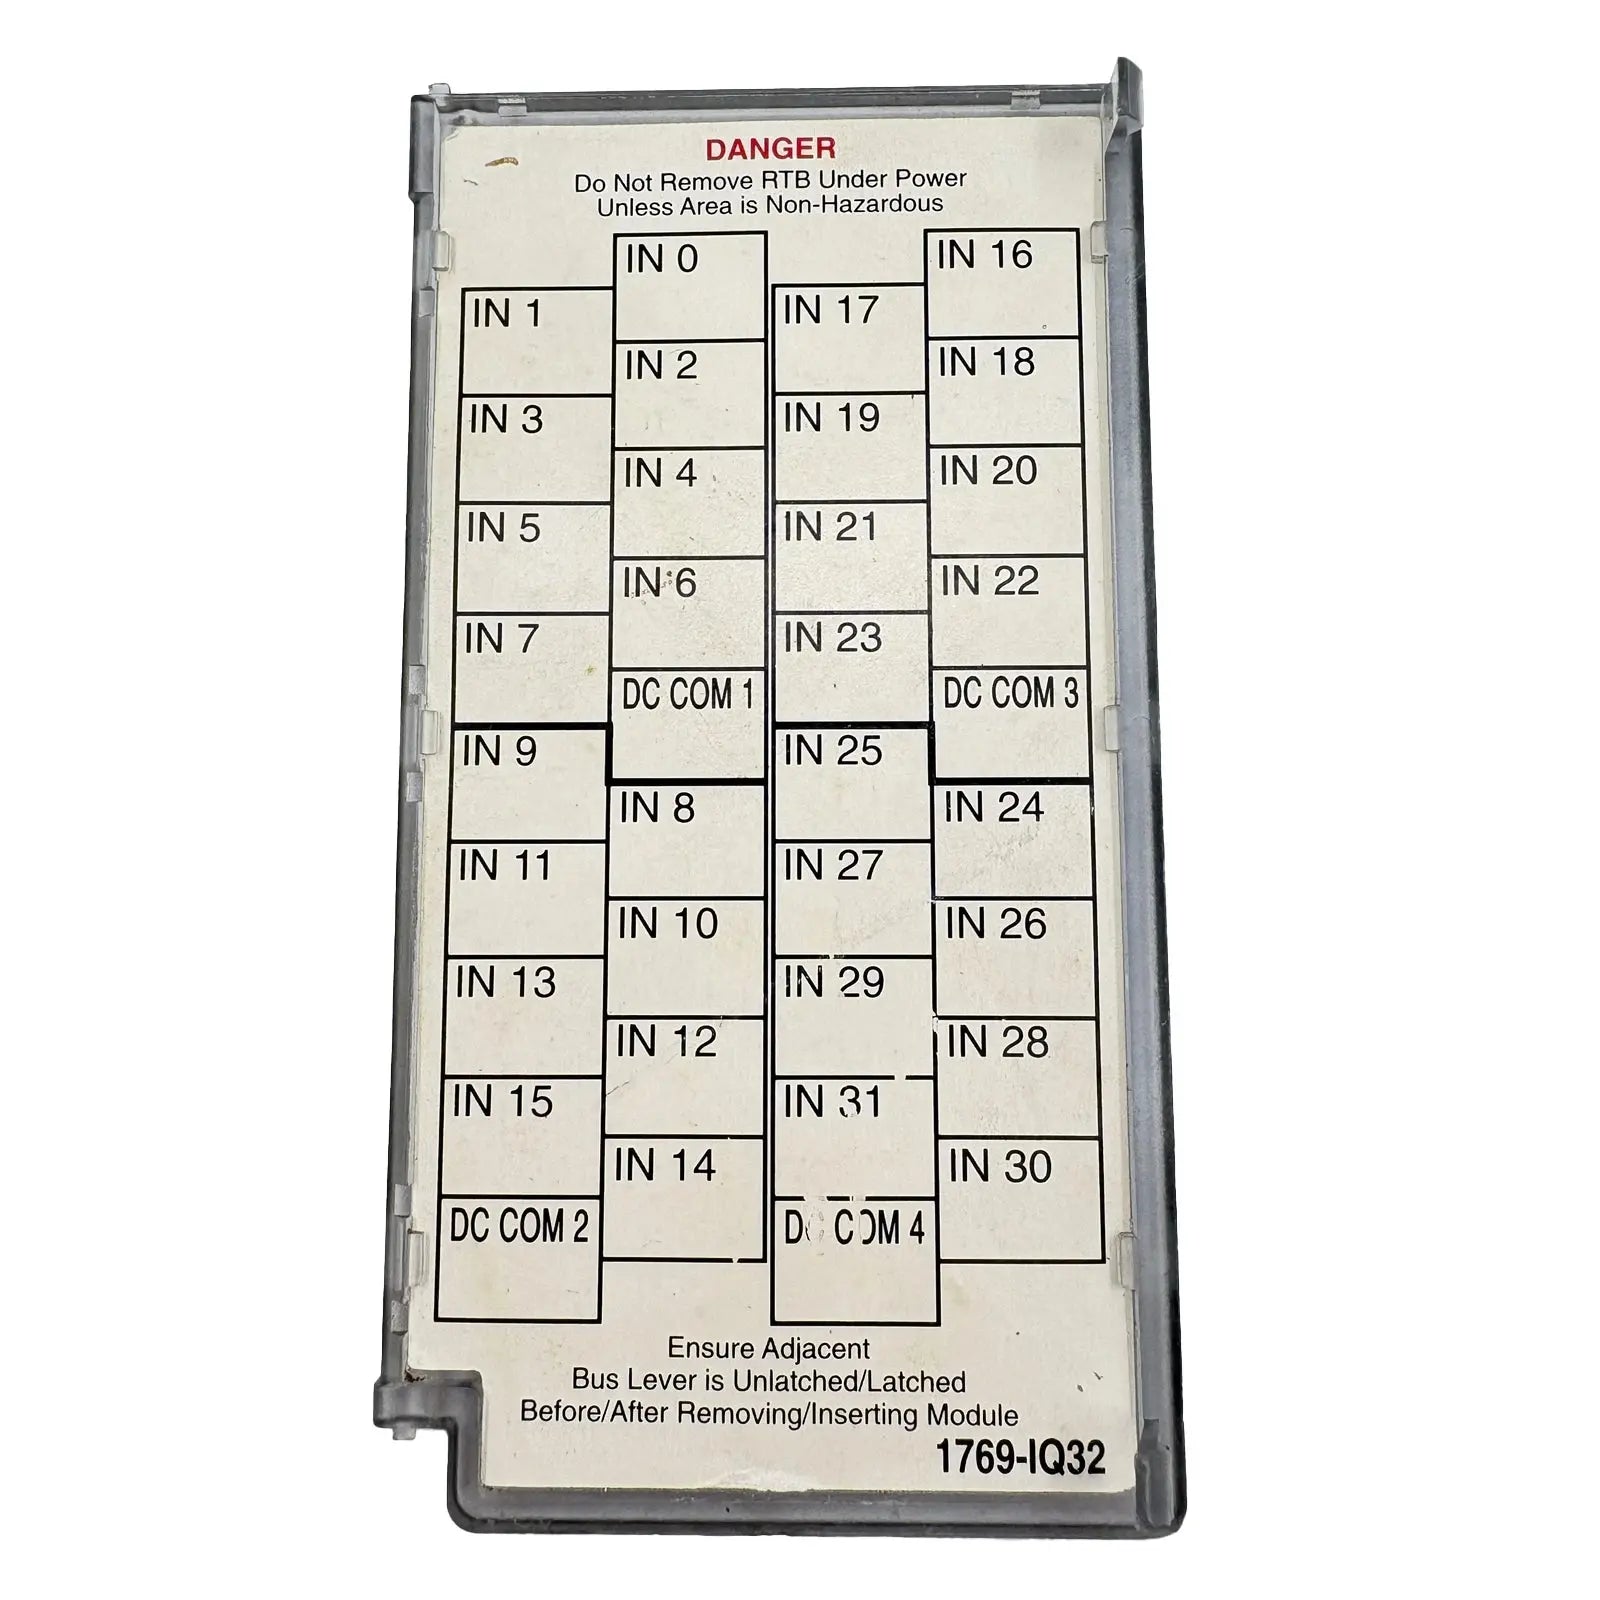 DANGER
Do Not Remove RTB Under Power
Unless Area is Non-Hazardous
IN 0
IN 1
IN 2
IN 3
IN 4
IN 5
IN 6
IN 7
DC COM 1
IN 9
IN 8
IN 11
IN 10
IN 13
IN 12
IN 15
IN 14
DC COM 2
IN 16
IN 17
IN 18
IN 19
IN 20
IN 21
IN 22
IN 23
DC COM 3
IN 25
IN 24
IN 27
IN 26
IN 29
IN 28
IN 31
IN 30
DC COM 4
Ensure Adjacent
Bus Lever is Unlatched/Latched
Before/After Removing/Inserting Module
1769-IQ32